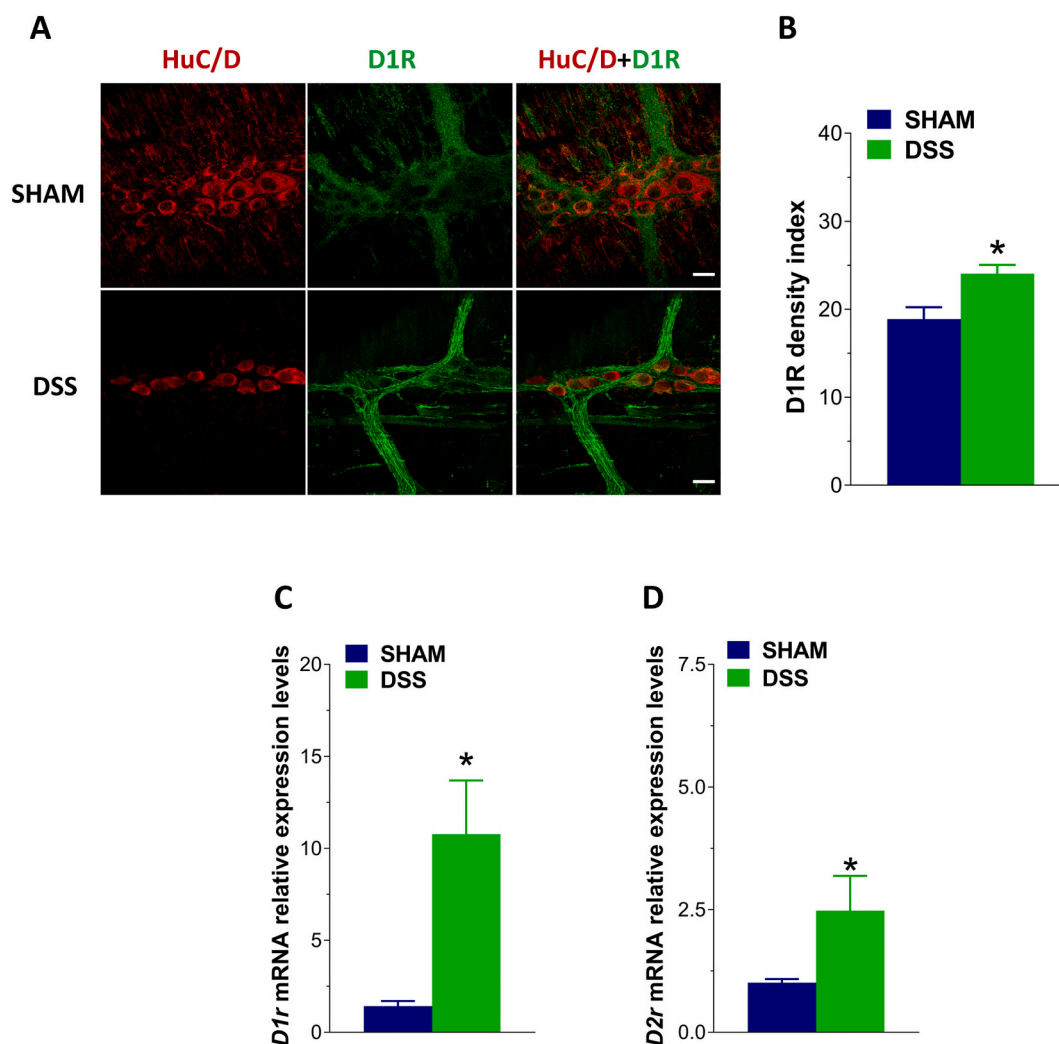 A
HuC/D D1R HuC/D+D1R
SHAM
DSS
B
SHAM
DSS
40
30
20
10
0
D1R density index
*
C
SHAM
DSS
20
15
10
5
0
D1r mRNA relative expression levels
*
D
SHAM
DSS
7.5
5.0
2.5
0.0
D2r mRNA relative expression levels
*